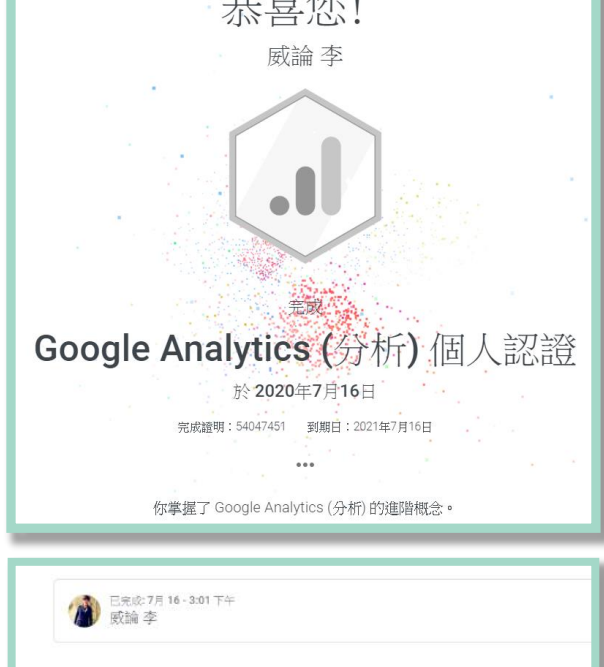 恭喜您!
威論 李
完成
Google Analytics (分析) 個人認證
於 2020年7月16日
完成證明：54047451 到期日：2021年7月16日
你掌握了 Google Analytics (分析) 的進階概念。
已完成: 7月 16 - 3:01 下午
威論 李